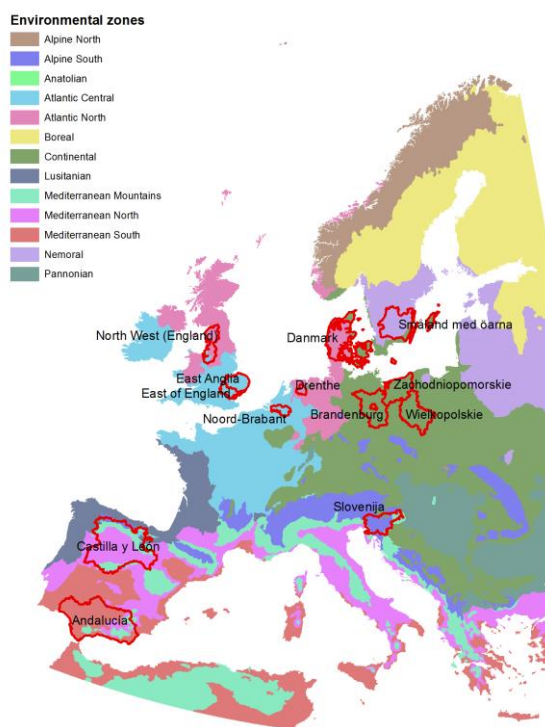 Environmental zones
Alpine North
Alpine South
Anatolian
Atlantic Central
Atlantic North
Boreal
Continental
Lusitanian
Mediterranean Mountains
Mediterranean North
Mediterranean South
Nemoral
Pannonian
North West (England)
Danmark
Småland med öarna
East Anglia
East of England
Drenthe
Zachodniopomorskie
Noord-Brabant
Brandenburg
Wielkopolskie
Slovenija
Castilla y León
Andalucía